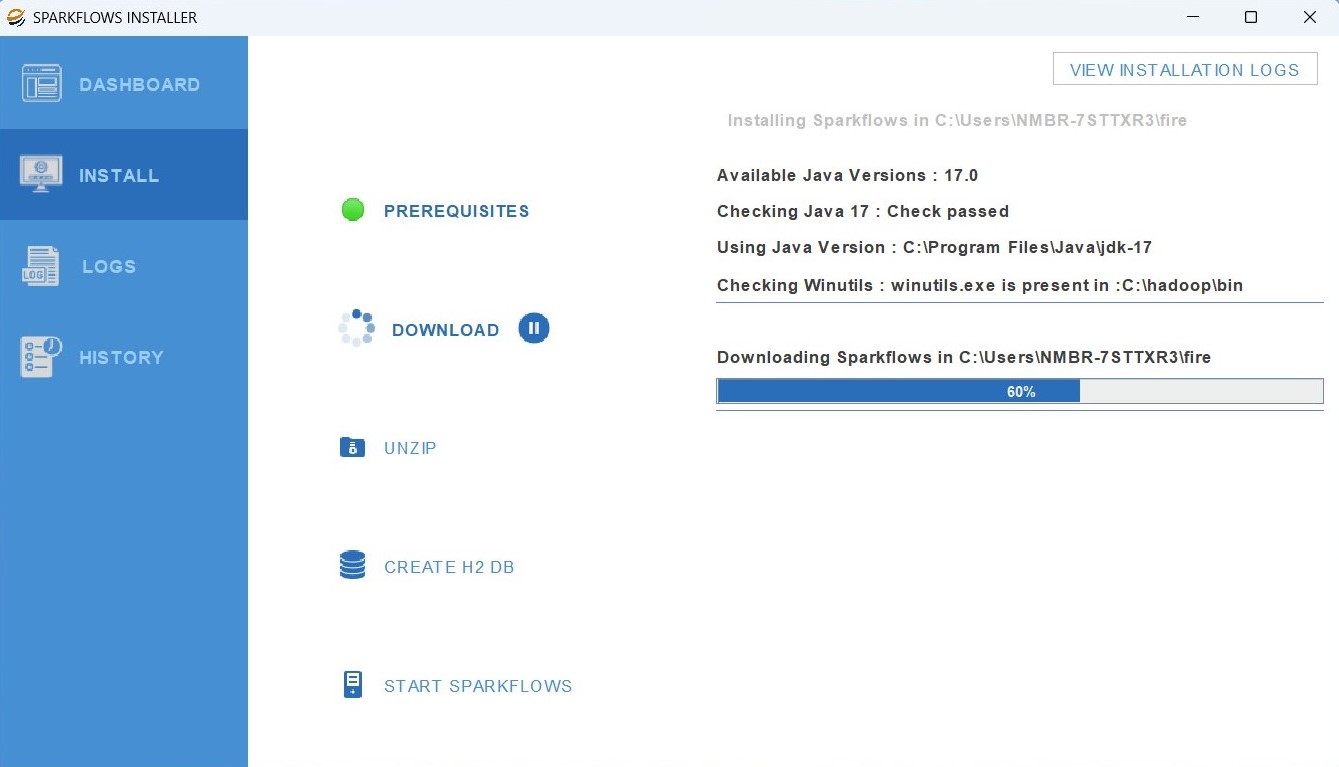 SPARKFLOWS INSTALLER
DASHBOARD
INSTALL
LOG
LOGS
HISTORY
PREREQUISITES
DOWNLOAD
UNZIP
CREATE H2 DB
START SPARKFLOWS
VIEW INSTALLATION LOGS
Installing Sparkflows in C:\Users\NMBR-7STTXR3\fire
Available Java Versions : 17.0
Checking Java 17 : Check passed
Using Java Version : C:\Program Files\Java\jdk-17
Checking Winutils : winutils.exe is present in :C:\hadoop\bin
Downloading Sparkflows in C:\Users\NMBR-7STTXR3\fire
60%